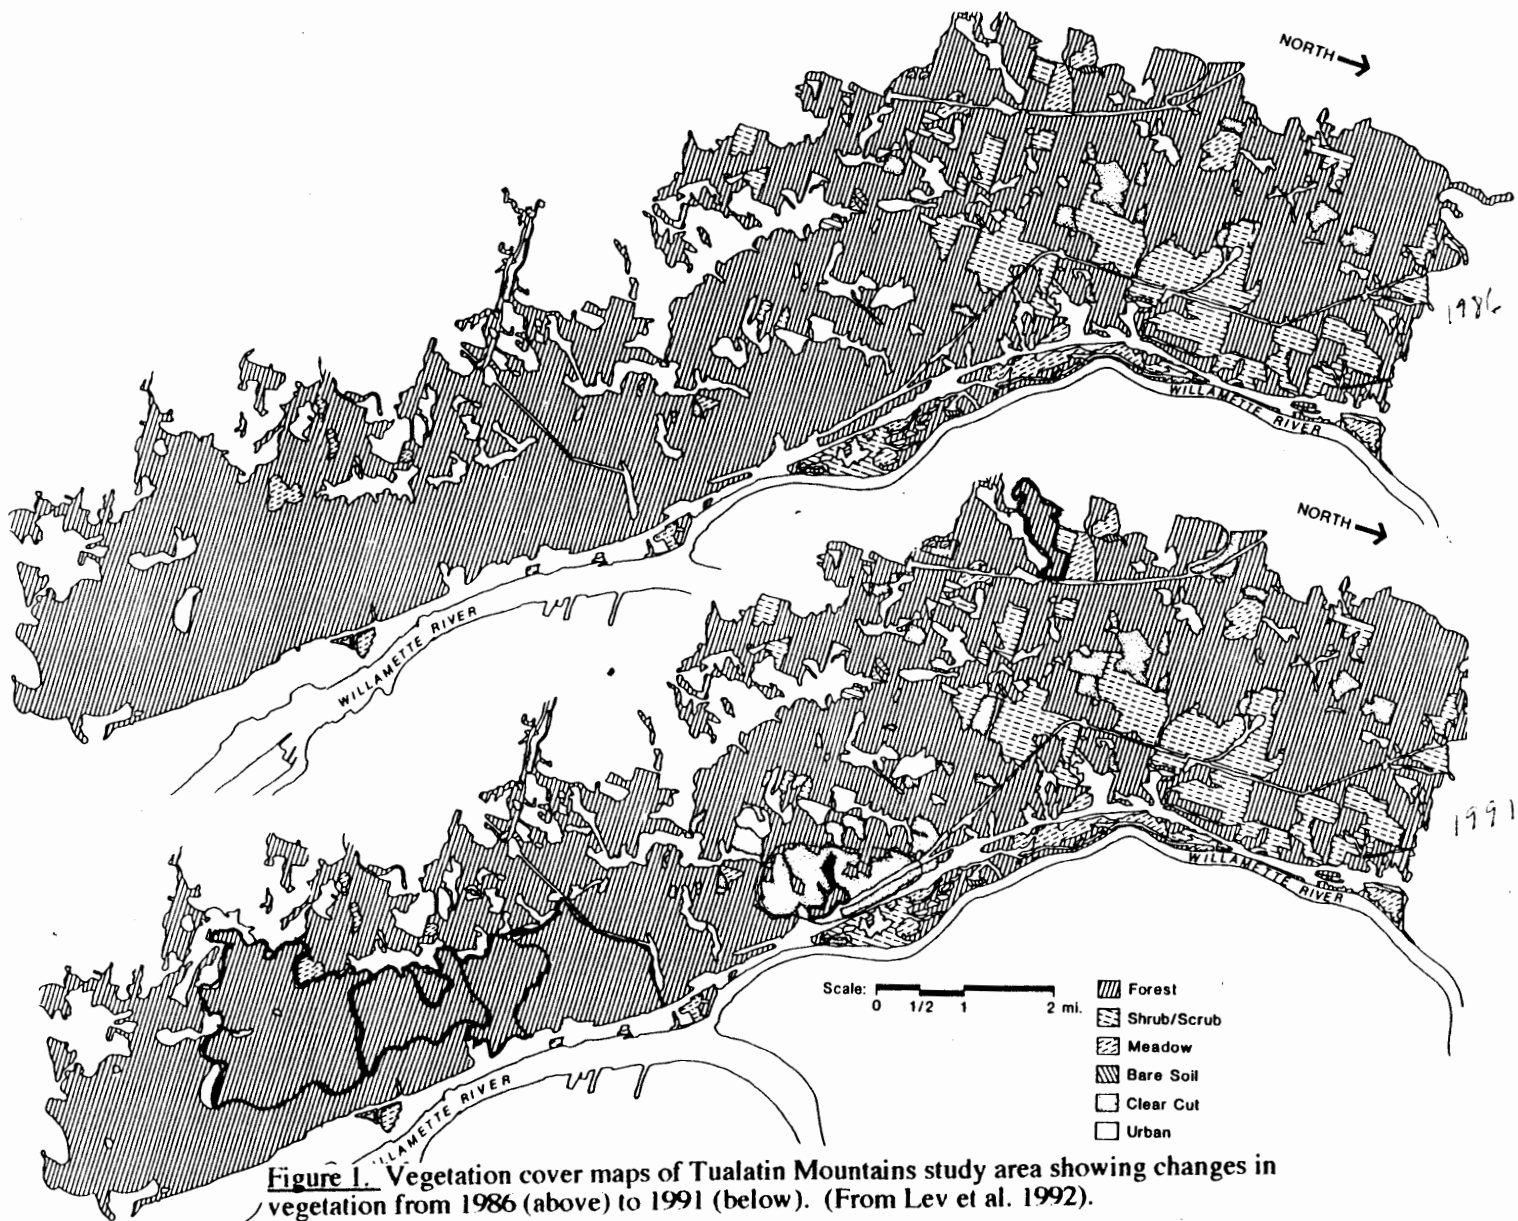 NORTH
1986
WILLAMETTE RIVER
WILLAMETTE RIVER
NORTH
1991
WILLAMETTE RIVER
Scale: 0 1/2 1 2 mi.
Forest
Shrub/Scrub
Meadow
Bare Soil
Clear Cut
Urban
LLAMETTE RIVER
Figure 1. Vegetation cover maps of Tualatin Mountains study area showing changes in
vegetation from 1986 (above) to 1991 (below). (From Lev et al. 1992).